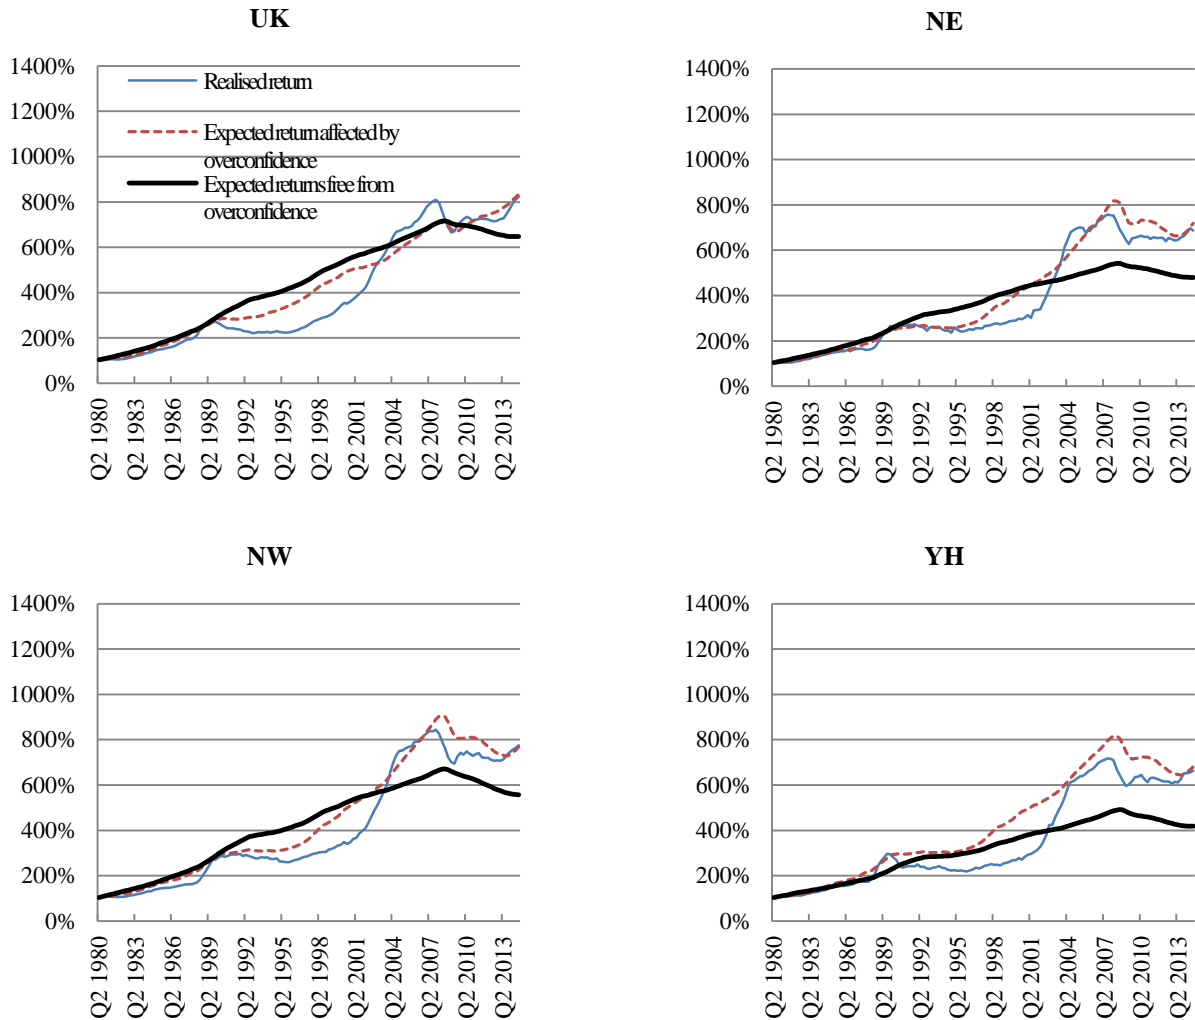 UK
1400%
1200%
1000%
800%
600%
400%
200%
0%
Realised return
Expected return affected by
overconfidence
Expected returns free from
overconfidence
Q2 1980
Q2 1983
Q2 1986
Q2 1989
Q2 1992
Q2 1995
Q2 1998
Q2 2001
Q2 2004
Q2 2007
Q2 2010
Q2 2013
NE
1400%
1200%
1000%
800%
600%
400%
200%
0%
Q2 1980
Q2 1983
Q2 1986
Q2 1989
Q2 1992
Q2 1995
Q2 1998
Q2 2001
Q2 2004
Q2 2007
Q2 2010
Q2 2013
NW
1400%
1200%
1000%
800%
600%
400%
200%
0%
Q2 1980
Q2 1983
Q2 1986
Q2 1989
Q2 1992
Q2 1995
Q2 1998
Q2 2001
Q2 2004
Q2 2007
Q2 2010
Q2 2013
YH
1400%
1200%
1000%
800%
600%
400%
200%
0%
Q2 1980
Q2 1983
Q2 1986
Q2 1989
Q2 1992
Q2 1995
Q2 1998
Q2 2001
Q2 2004
Q2 2007
Q2 2010
Q2 2013